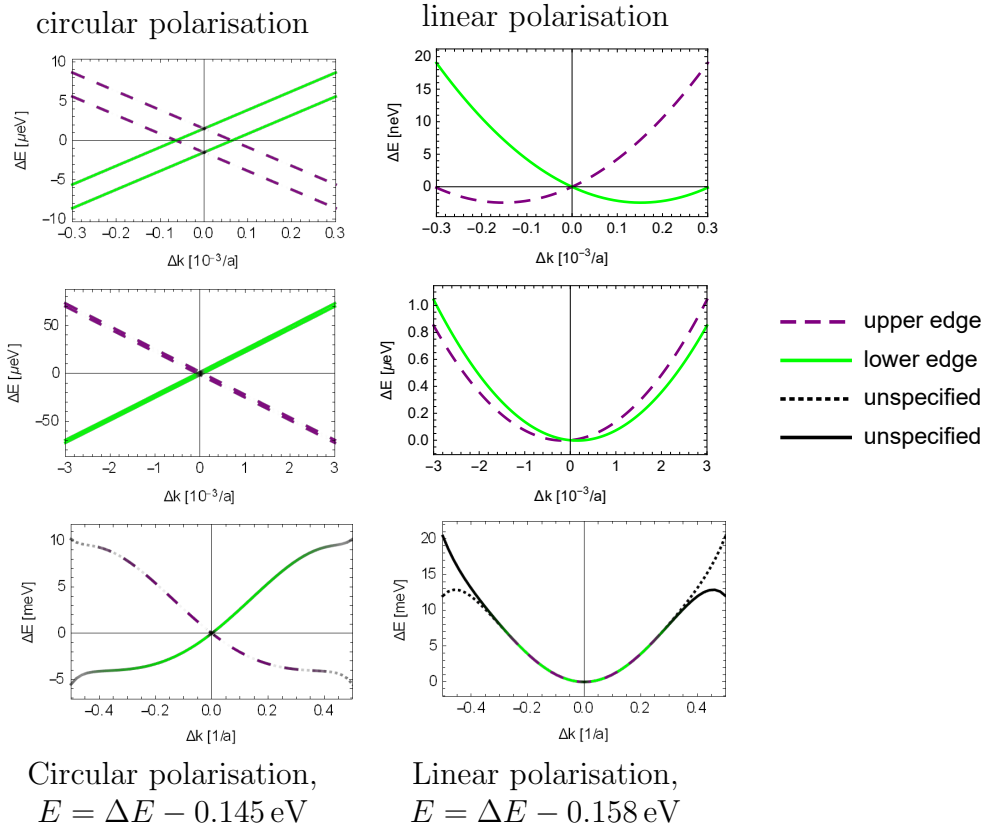 circular polarisation
linear polarisation
10
5
0
−5
−10
ΔE [μeV]
−0.3 −0.2 −0.1 0.0 0.1 0.2 0.3
Δk [10⁻³/a]
20
15
10
5
0
ΔE [neV]
−0.3 −0.2 −0.1 0.0 0.1 0.2 0.3
Δk [10⁻³/a]
50
0
−50
ΔE [μeV]
−3 −2 −1 0 1 2 3
Δk [10⁻³/a]
1.0
0.8
0.6
0.4
0.2
0.0
ΔE [μeV]
−3 −2 −1 0 1 2 3
Δk [10⁻³/a]
upper edge
lower edge
unspecified
unspecified
10
5
0
−5
ΔE [meV]
−0.4 −0.2 0.0 0.2 0.4
Δk [1/a]
20
15
10
5
0
ΔE [meV]
−0.4 −0.2 0.0 0.2 0.4
Δk [1/a]
Circular polarisation,
E = ΔE − 0.145 eV
Linear polarisation,
E = ΔE − 0.158 eV